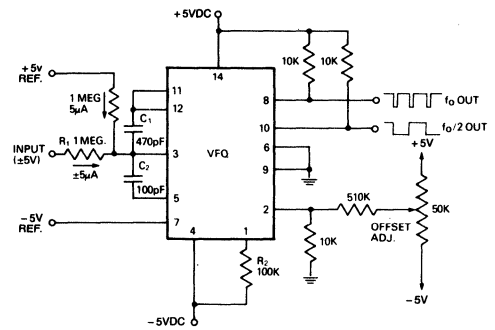 +5VDC
+5v
REF.
1 MEG
5μA
11
12
C₁
470pF
14
10K
10K
8
f₀ OUT
10
f₀/2 OUT
R₁ 1 MEG.
INPUT
(±5V)
±5μA
3
VFQ
6
9
C₂
100pF
5
+5V
-5V
REF.
7
2
510K
50K
OFFSET
ADJ.
4
1
10K
R₂
100K
-5V
-5VDC